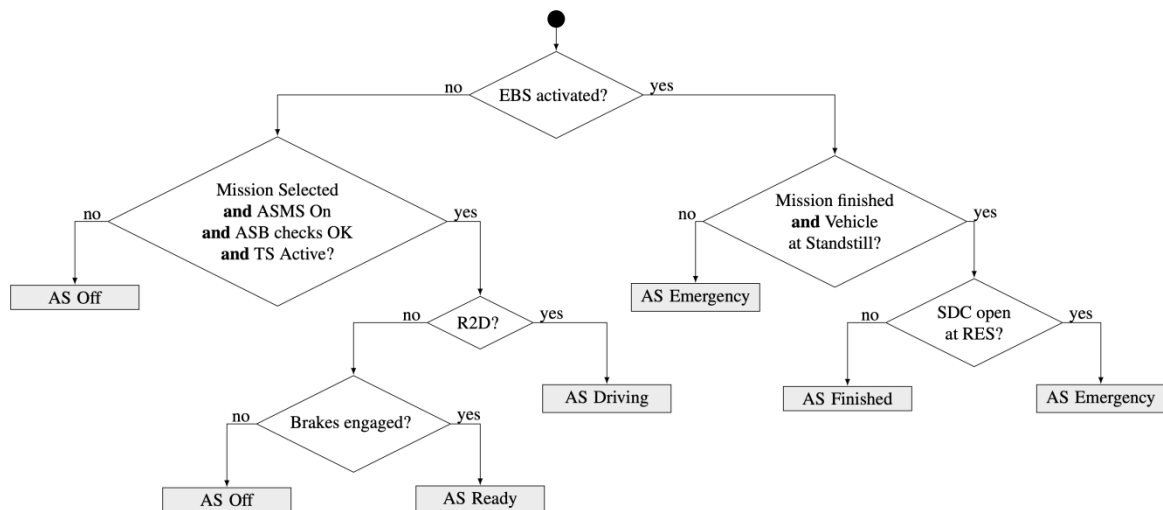 no
EBS activated?
yes
Mission Selected
and ASMS On
and ASB checks OK
and TS Active?
no
yes
AS Off
R2D?
no
yes
AS Driving
Brakes engaged?
no
yes
AS Off
AS Ready
Mission finished
and Vehicle
at Standstill?
no
yes
AS Emergency
SDC open
at RES?
no
yes
AS Finished
AS Emergency